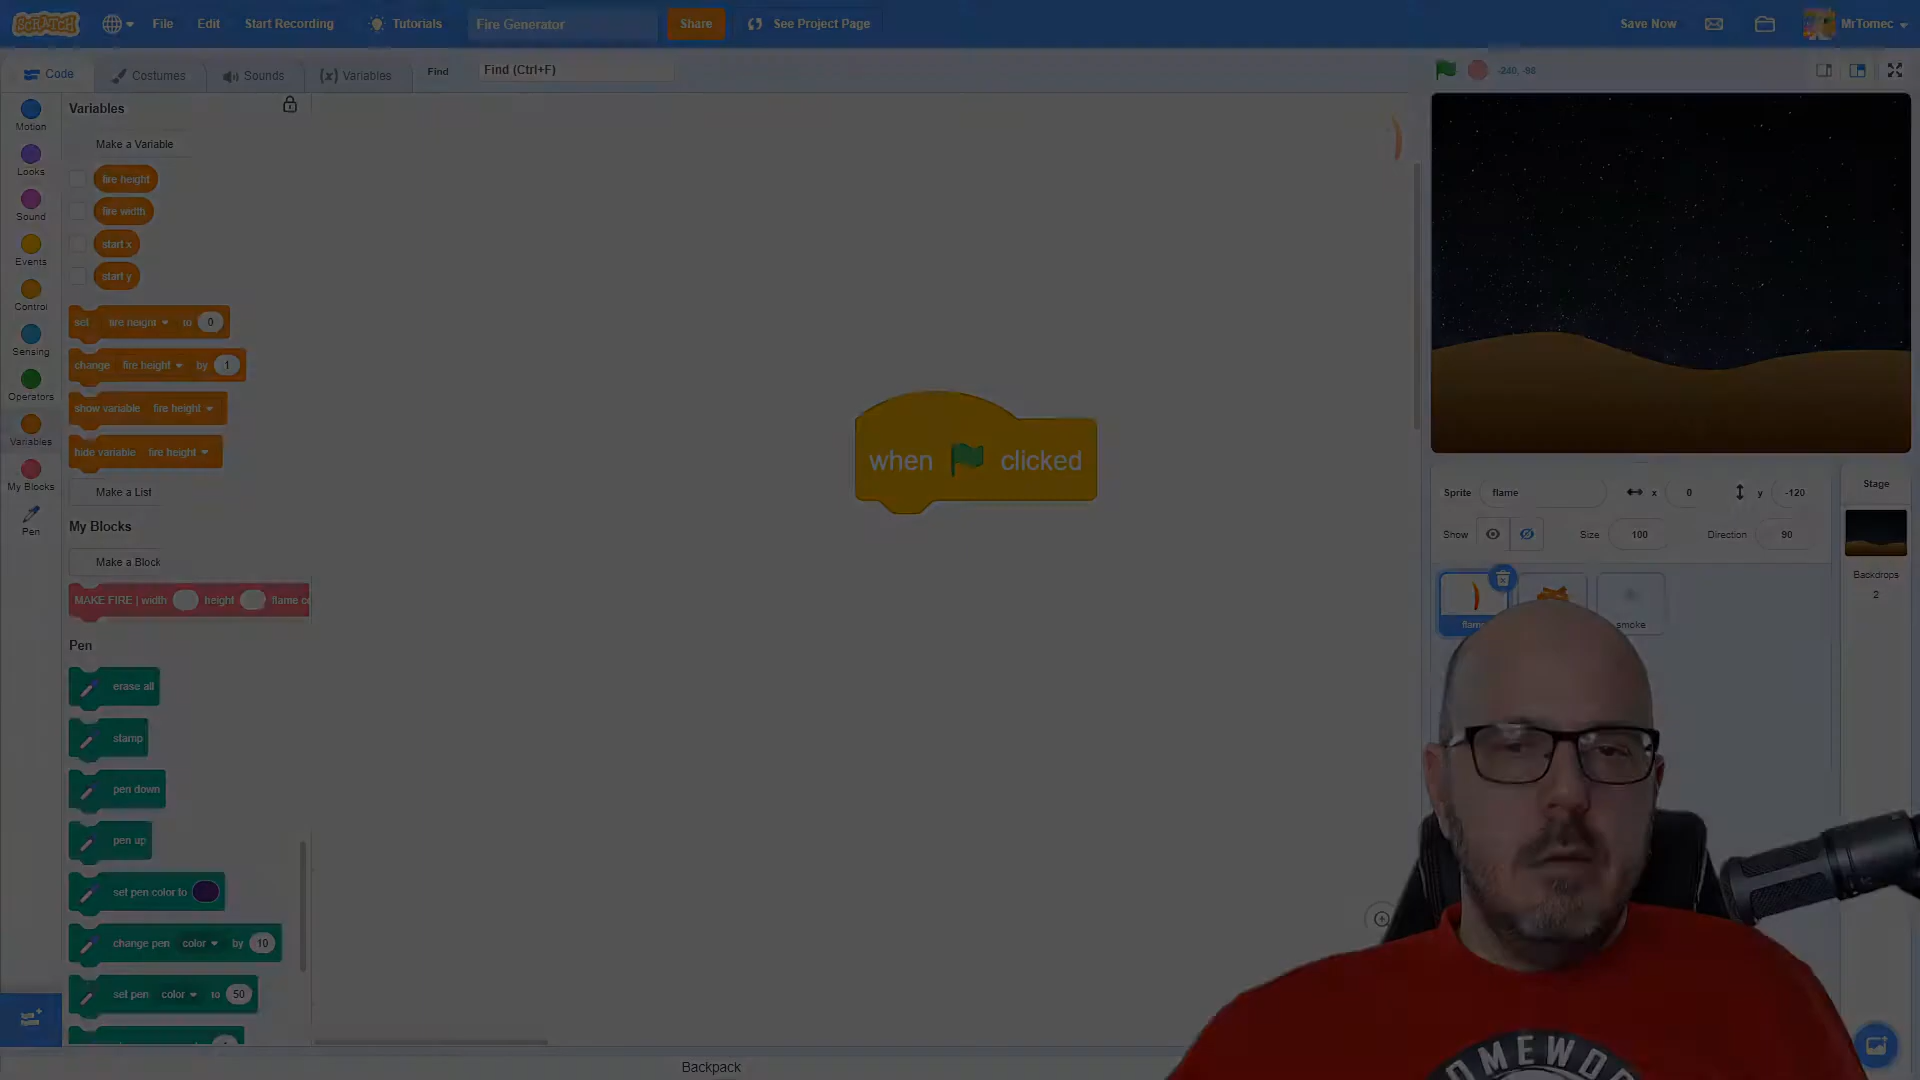 SCRATCH File Edit Start Recording Tutorials Fire Generator Share See Project Page Save Now MrTomec
Code Costumes Sounds (x) Variables Find Find (Ctrl+F) -240, -98
Variables
Make a Variable
fire height
fire width
start x
start y
set fire height to 0
change fire height by 1
show variable fire height
hide variable fire height
Make a List
My Blocks
Make a Block
MAKE FIRE | width height flame
Pen
erase all
stamp
pen down
pen up
set pen color to
change pen color by 10
set pen color to 50
Motion
Looks
Sound
Events
Control
Sensing
Operators
Variables
My Blocks
Pen
when clicked
Sprite flame x 0 y -120
Show Size 100 Direction 90
smoke
Stage
Backdrops
2
Backpack